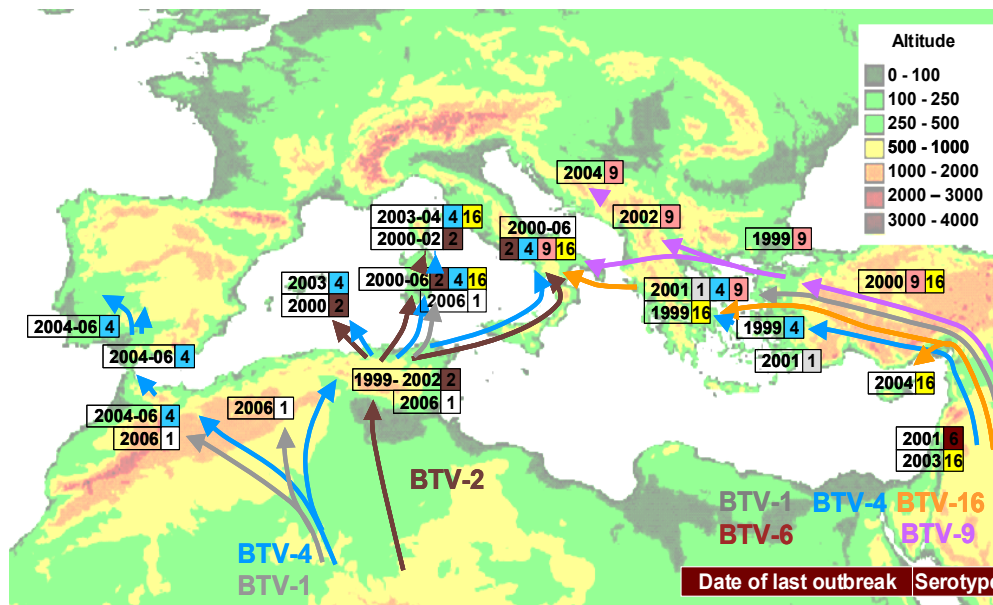 Altitude
0 - 100
100 - 250
250 - 500
500 - 1000
1000 - 2000
2000 – 3000
3000 - 4000
2004 9
2003-04 4 16
2000-02 2
2000-06
2 4 9 16
2002 9
1999 9
2003 4
2000 2
2000-06 2 4 16
2006 1
2001 1 4 9
1999 16
2000 9 16
2004-06 4
2004-06 4
1999 4
2001 1
1999- 2002 2
2006 1
2004 16
2004-06 4
2006 1
2006 1
2001 6
2003 16
BTV-2
BTV-1 BTV-4 BTV-16
BTV-6 BTV-9
BTV-4
BTV-1
Date of last outbreak Serotype